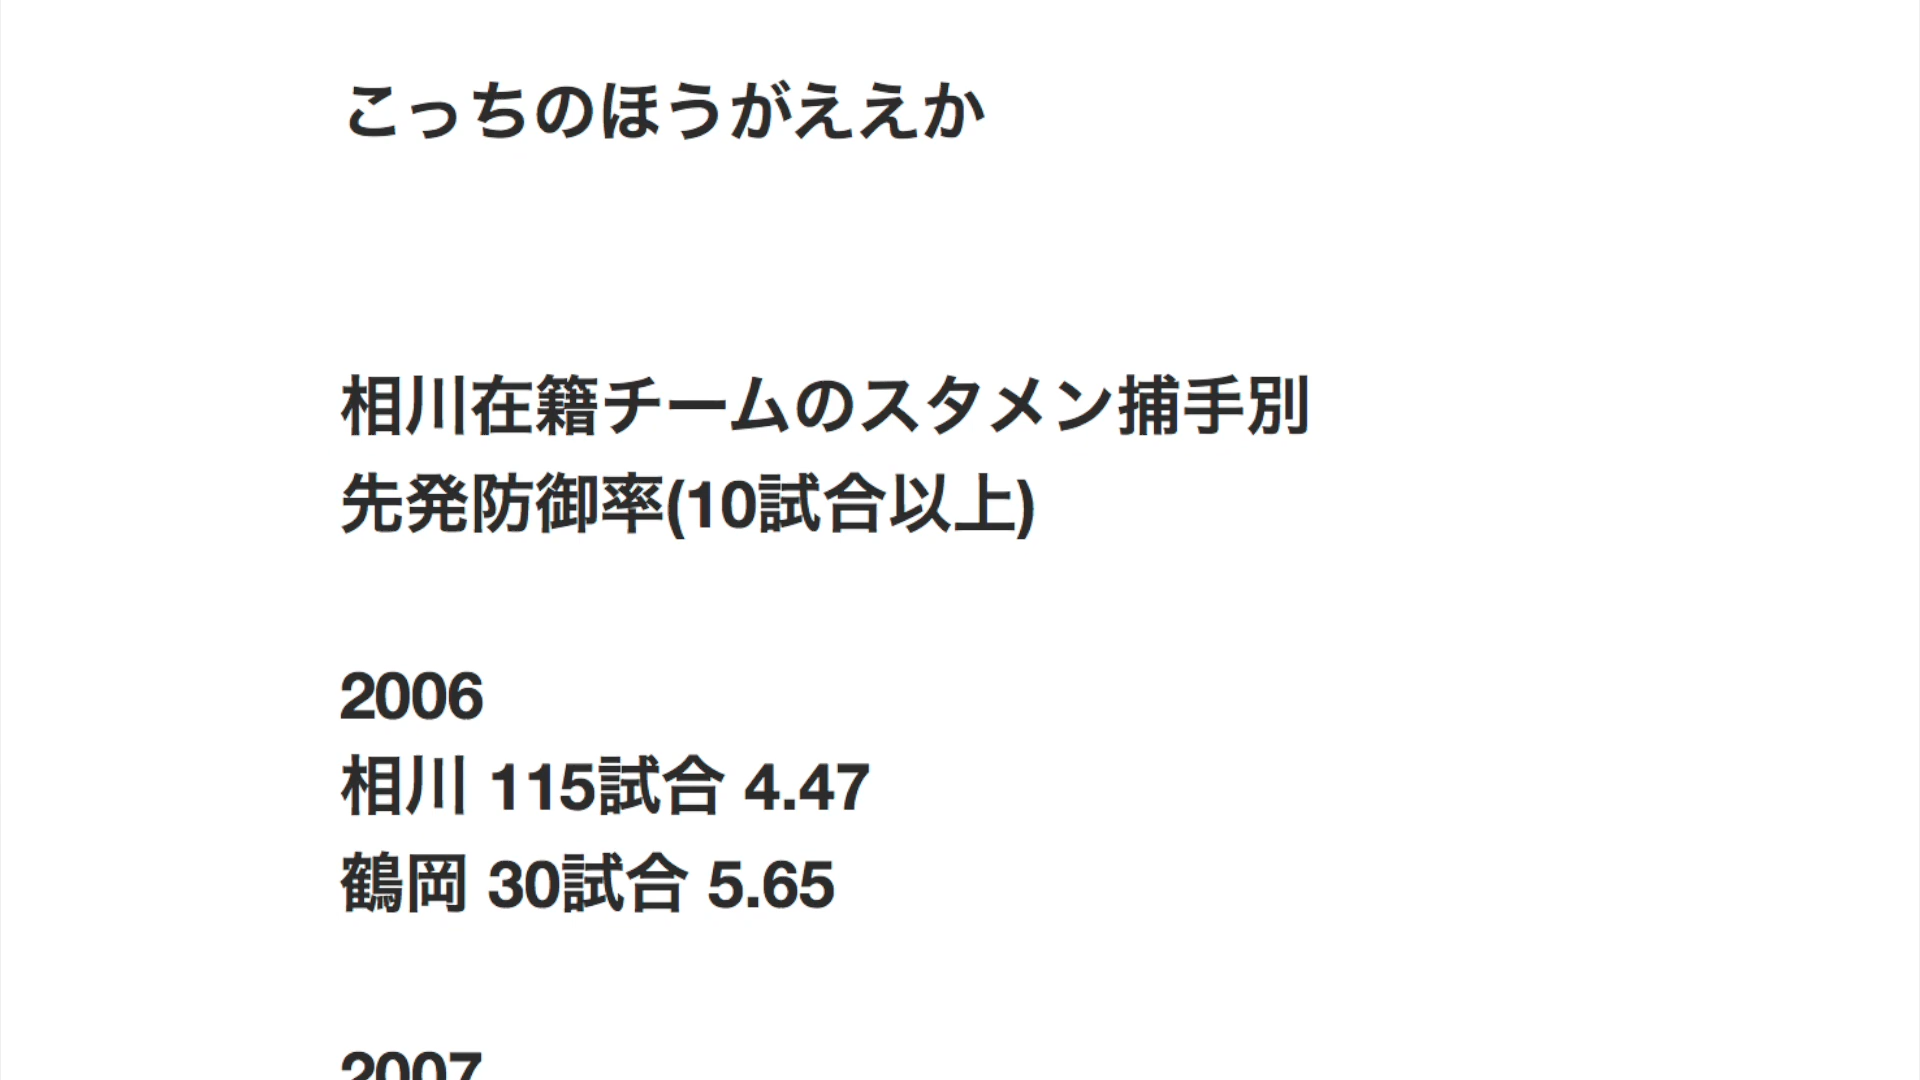 こっちのほうがええか
相川在籍チームのスタメン捕手別
先発防御率(10試合以上)
2006
相川 115試合 4.47
鶴岡 30試合 5.65
2007